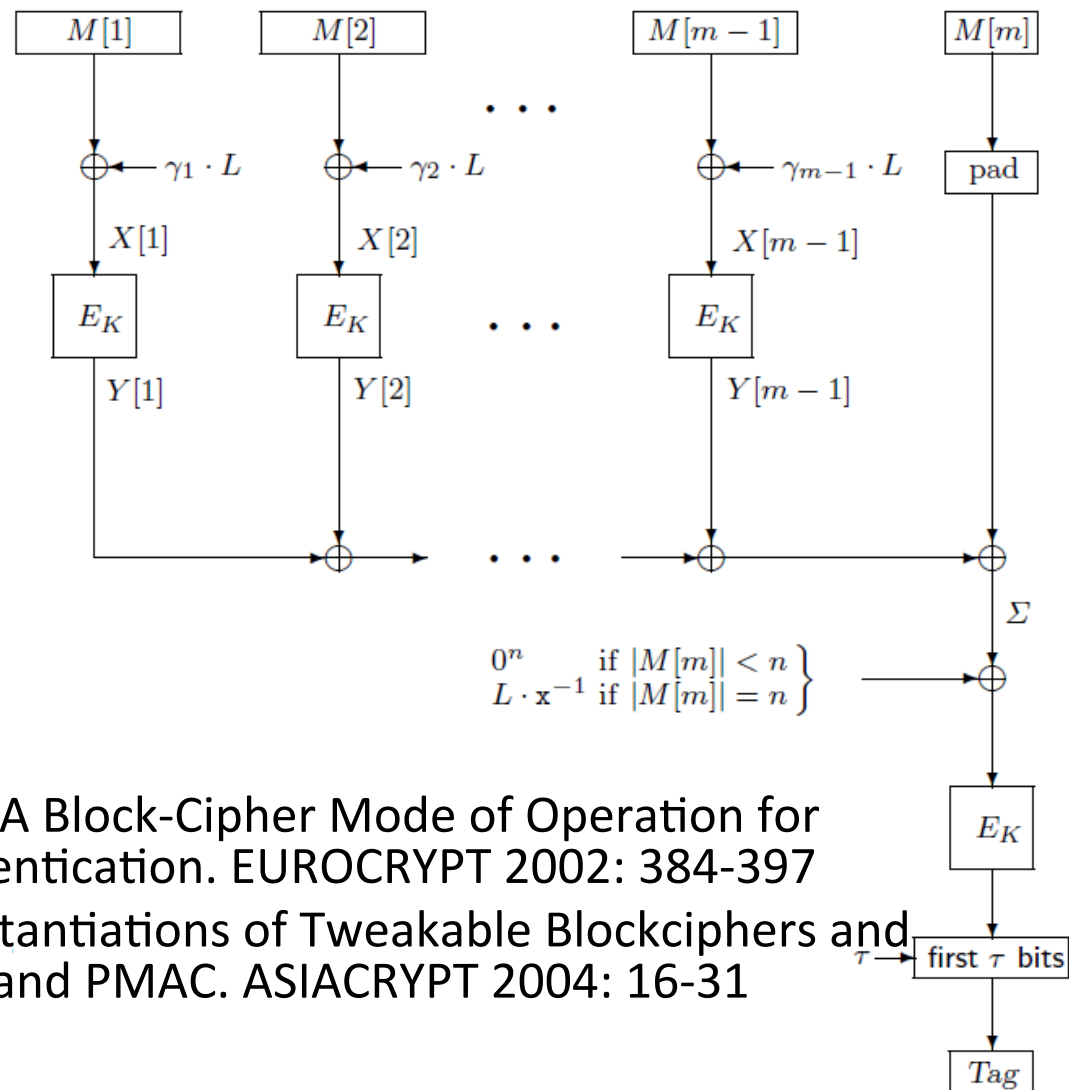 M[1] M[2] M[m − 1] M[m]
· · ·
γ1 · L γ2 · L γm−1 · L pad
X[1] X[2] X[m − 1]
EK EK · · · EK
Y[1] Y[2] Y[m − 1]
· · ·
Σ
0ⁿ if |M[m]| < n
L · x⁻¹ if |M[m]| = n
A Block-Cipher Mode of Operation for
EK
entication. EUROCRYPT 2002: 384-397
tantiations of Tweakable Blockciphers and
τ first τ bits
and PMAC. ASIACRYPT 2004: 16-31
Tag